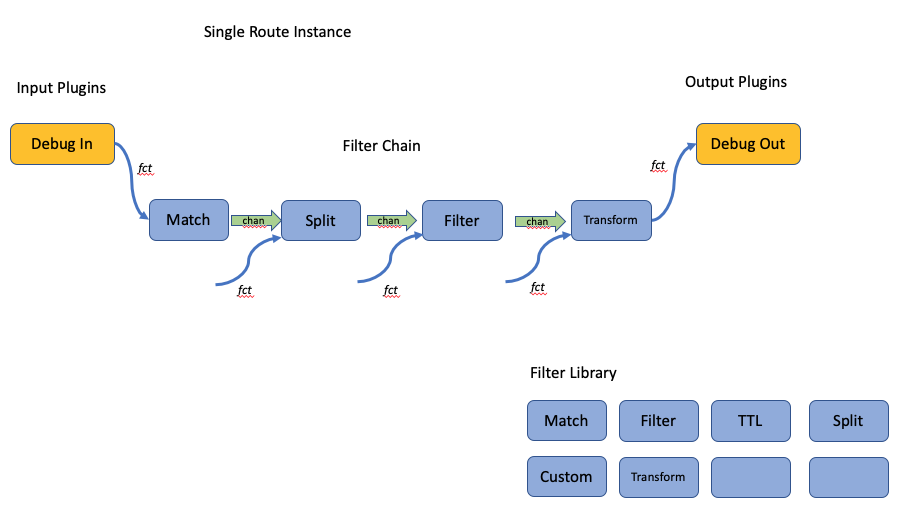 Single Route Instance
Input Plugins
Output Plugins
Debug In
Debug Out
Filter Chain
fct
fct
Match
chan
Split
chan
Filter
chan
Transform
fct
fct
fct
Filter Library
Match
Filter
TTL
Split
Custom
Transform